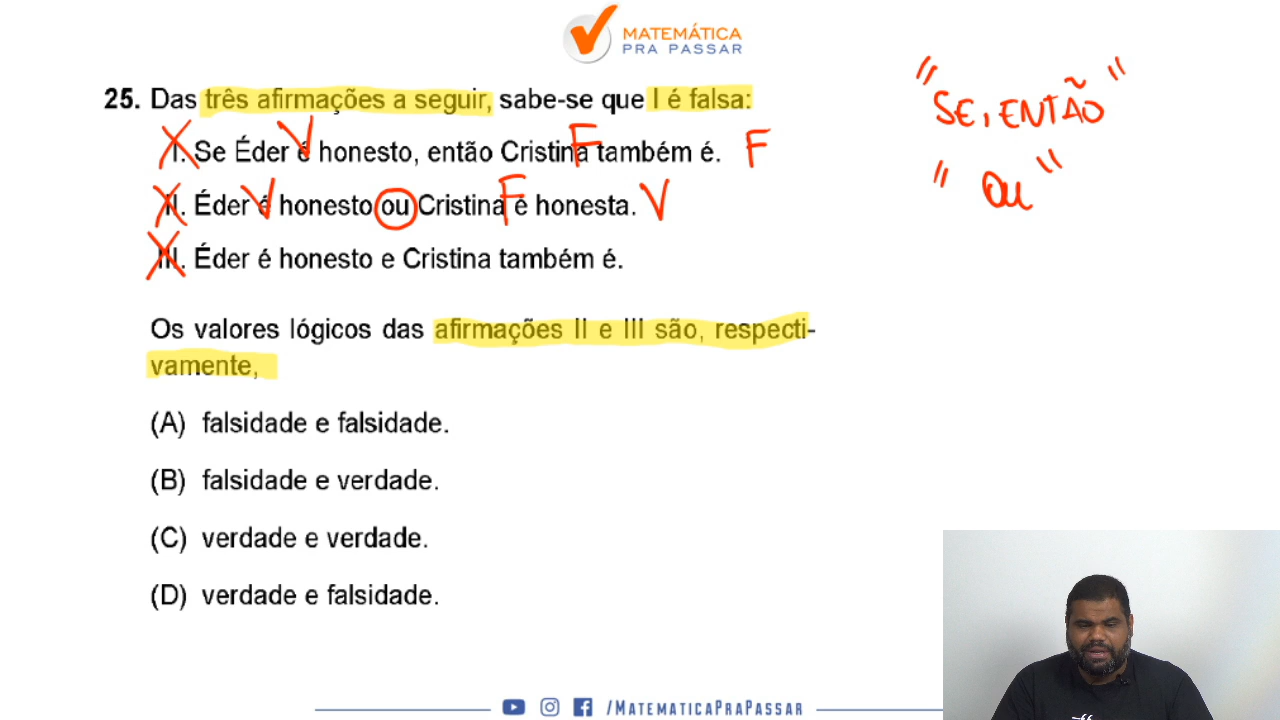 MATEMÁTICA
PRA PASSAR
25. Das três afirmações a seguir, sabe-se que I é falsa:
I. Se Éder é honesto, então Cristina também é.
V F F
II. Éder é honesto ou Cristina é honesta.
V F V
III. Éder é honesto e Cristina também é.
"SE, ENTÃO"
"OU"
Os valores lógicos das afirmações II e III são, respecti-
vamente,
(A) falsidade e falsidade.
(B) falsidade e verdade.
(C) verdade e verdade.
(D) verdade e falsidade.
/MATEMATICAPRAPASSAR